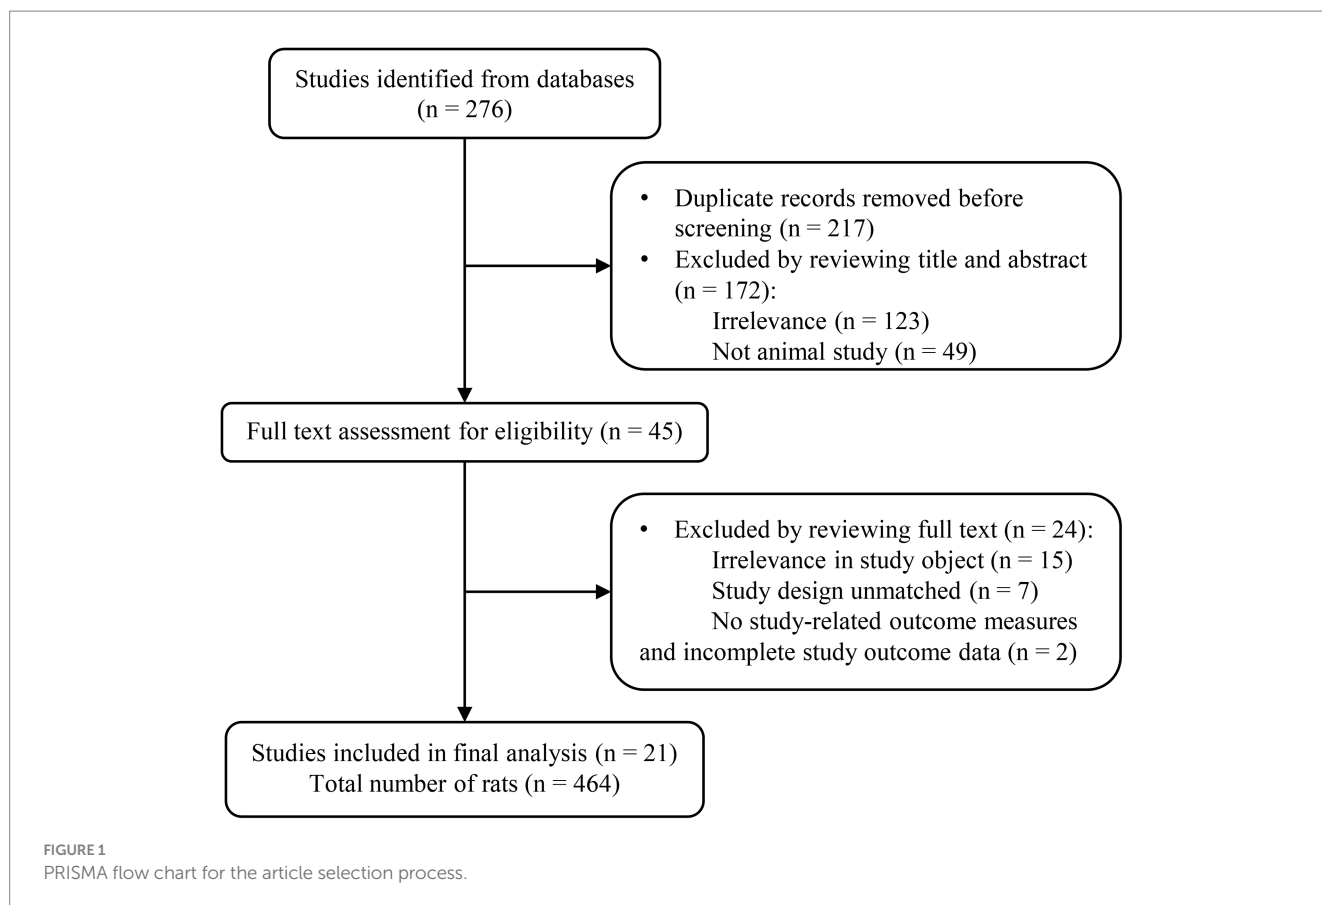 Studies identified from databases
(n = 276)
• Duplicate records removed before
screening (n = 217)
• Excluded by reviewing title and abstract
(n = 172):
Irrelevance (n = 123)
Not animal study (n = 49)
Full text assessment for eligibility (n = 45)
• Excluded by reviewing full text (n = 24):
Irrelevance in study object (n = 15)
Study design unmatched (n = 7)
No study-related outcome measures
and incomplete study outcome data (n = 2)
Studies included in final analysis (n = 21)
Total number of rats (n = 464)
FIGURE 1
PRISMA flow chart for the article selection process.